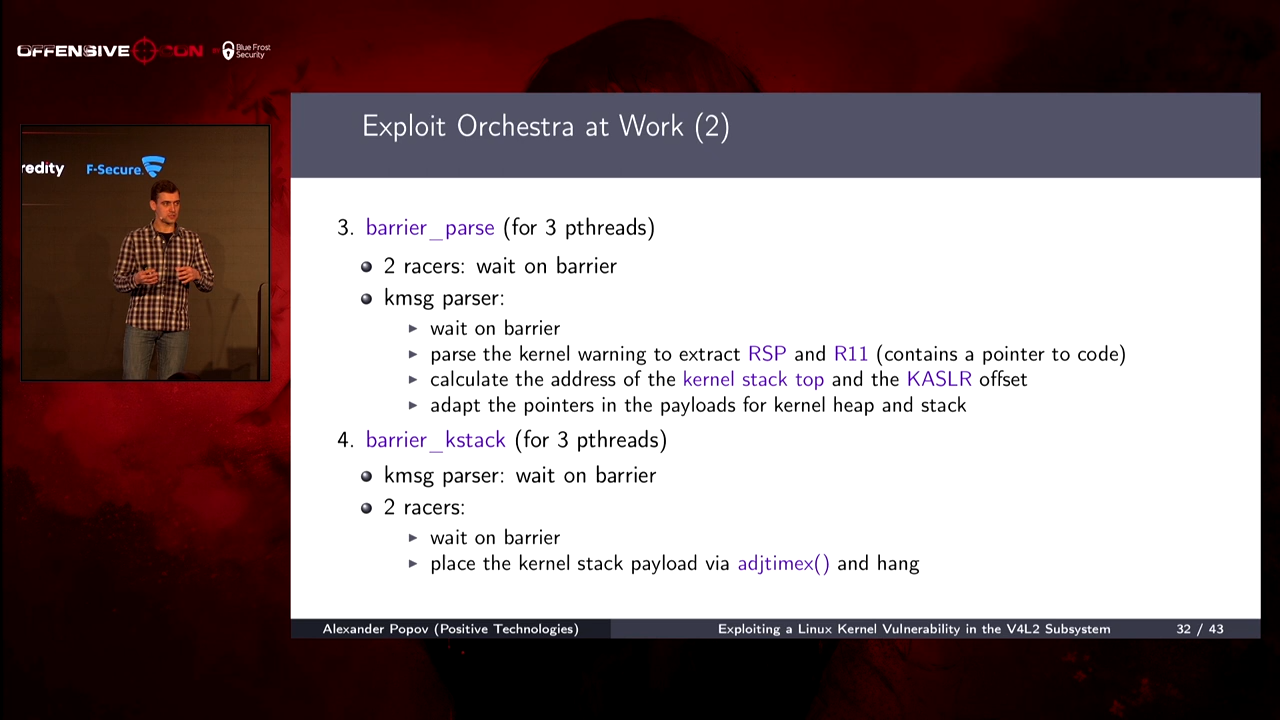 OFFENSIVE CON
Blue Frost
Security
redity
F-Secure.
Exploit Orchestra at Work (2)
3. barrier_parse (for 3 pthreads)
2 racers: wait on barrier
kmsg parser:
wait on barrier
parse the kernel warning to extract RSP and R11 (contains a pointer to code)
calculate the address of the kernel stack top and the KASLR offset
adapt the pointers in the payloads for kernel heap and stack
4. barrier_kstack (for 3 pthreads)
kmsg parser: wait on barrier
2 racers:
wait on barrier
place the kernel stack payload via adjtimex() and hang
Alexander Popov (Positive Technologies)
Exploiting a Linux Kernel Vulnerability in the V4L2 Subsystem
32 / 43